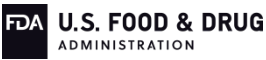 FDA U.S. FOOD & DRUG
ADMINISTRATION